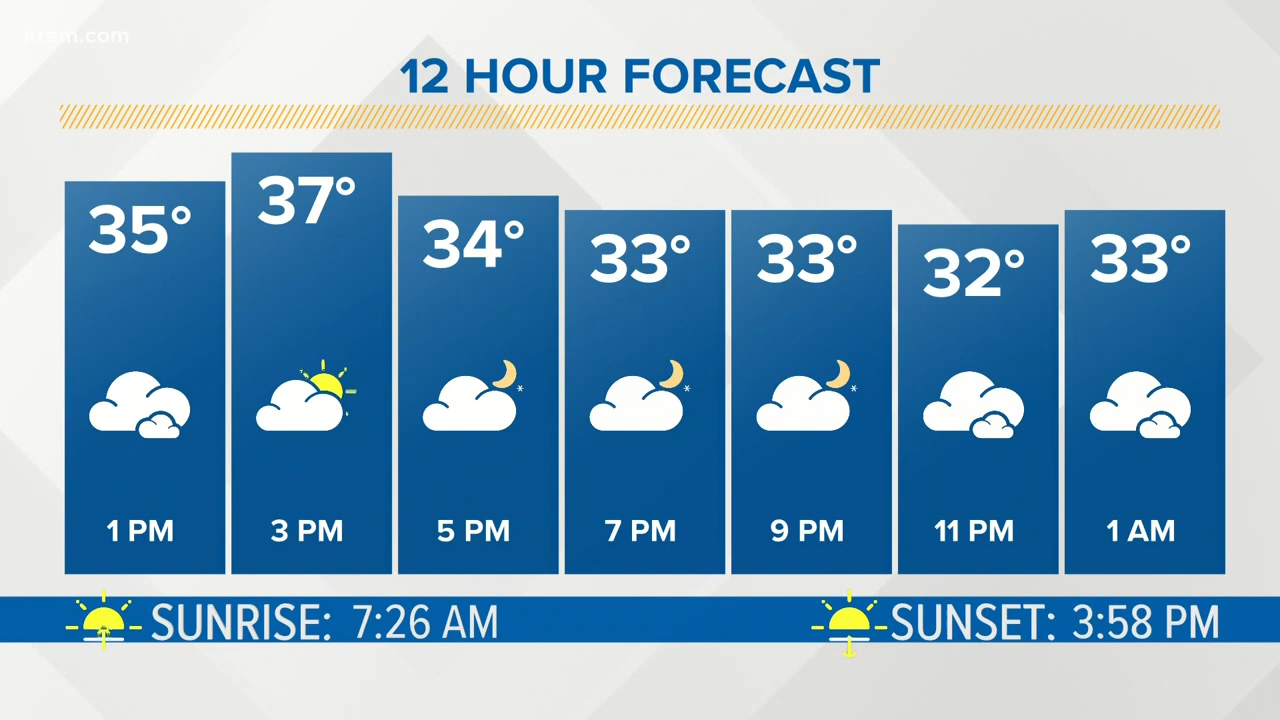 krem.com
12 HOUR FORECAST
35° 37° 34° 33° 33° 32° 33°
1 PM 3 PM 5 PM 7 PM 9 PM 11 PM 1 AM
SUNRISE: 7:26 AM SUNSET: 3:58 PM